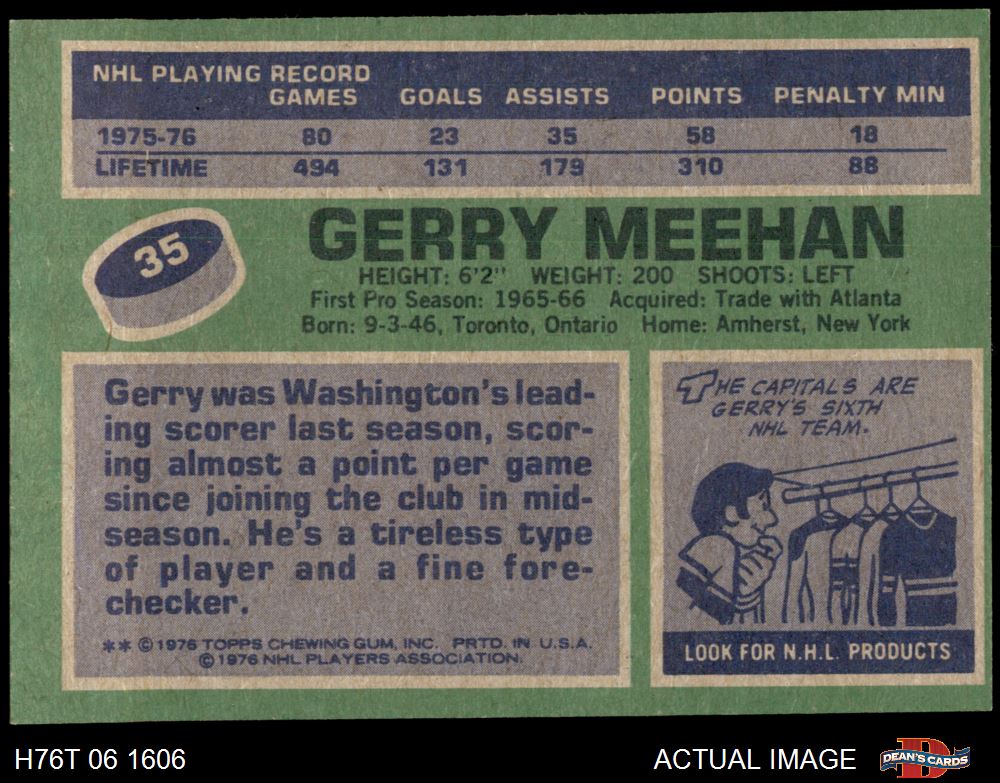 NHL PLAYING RECORD
GAMES GOALS ASSISTS POINTS PENALTY MIN
1975-76 80 23 35 58 18
LIFETIME 494 131 179 310 88
35
GERRY MEEHAN
HEIGHT: 6'2" WEIGHT: 200 SHOOTS: LEFT
First Pro Season: 1965-66 Acquired: Trade with Atlanta
Born: 9-3-46, Toronto, Ontario Home: Amherst, New York
Gerry was Washington's lead-
ing scorer last season, scor-
ing almost a point per game
since joining the club in mid-
season. He's a tireless type
of player and a fine fore-
checker.
** © 1976 TOPPS CHEWING GUM, INC. PRTD. IN U.S.A.
© 1976 NHL PLAYERS ASSOCIATION.
THE CAPITALS ARE
GERRY'S SIXTH
NHL TEAM.
LOOK FOR N.H.L. PRODUCTS
H76T 06 1606
ACTUAL IMAGE
D
DEAN'S CARDS